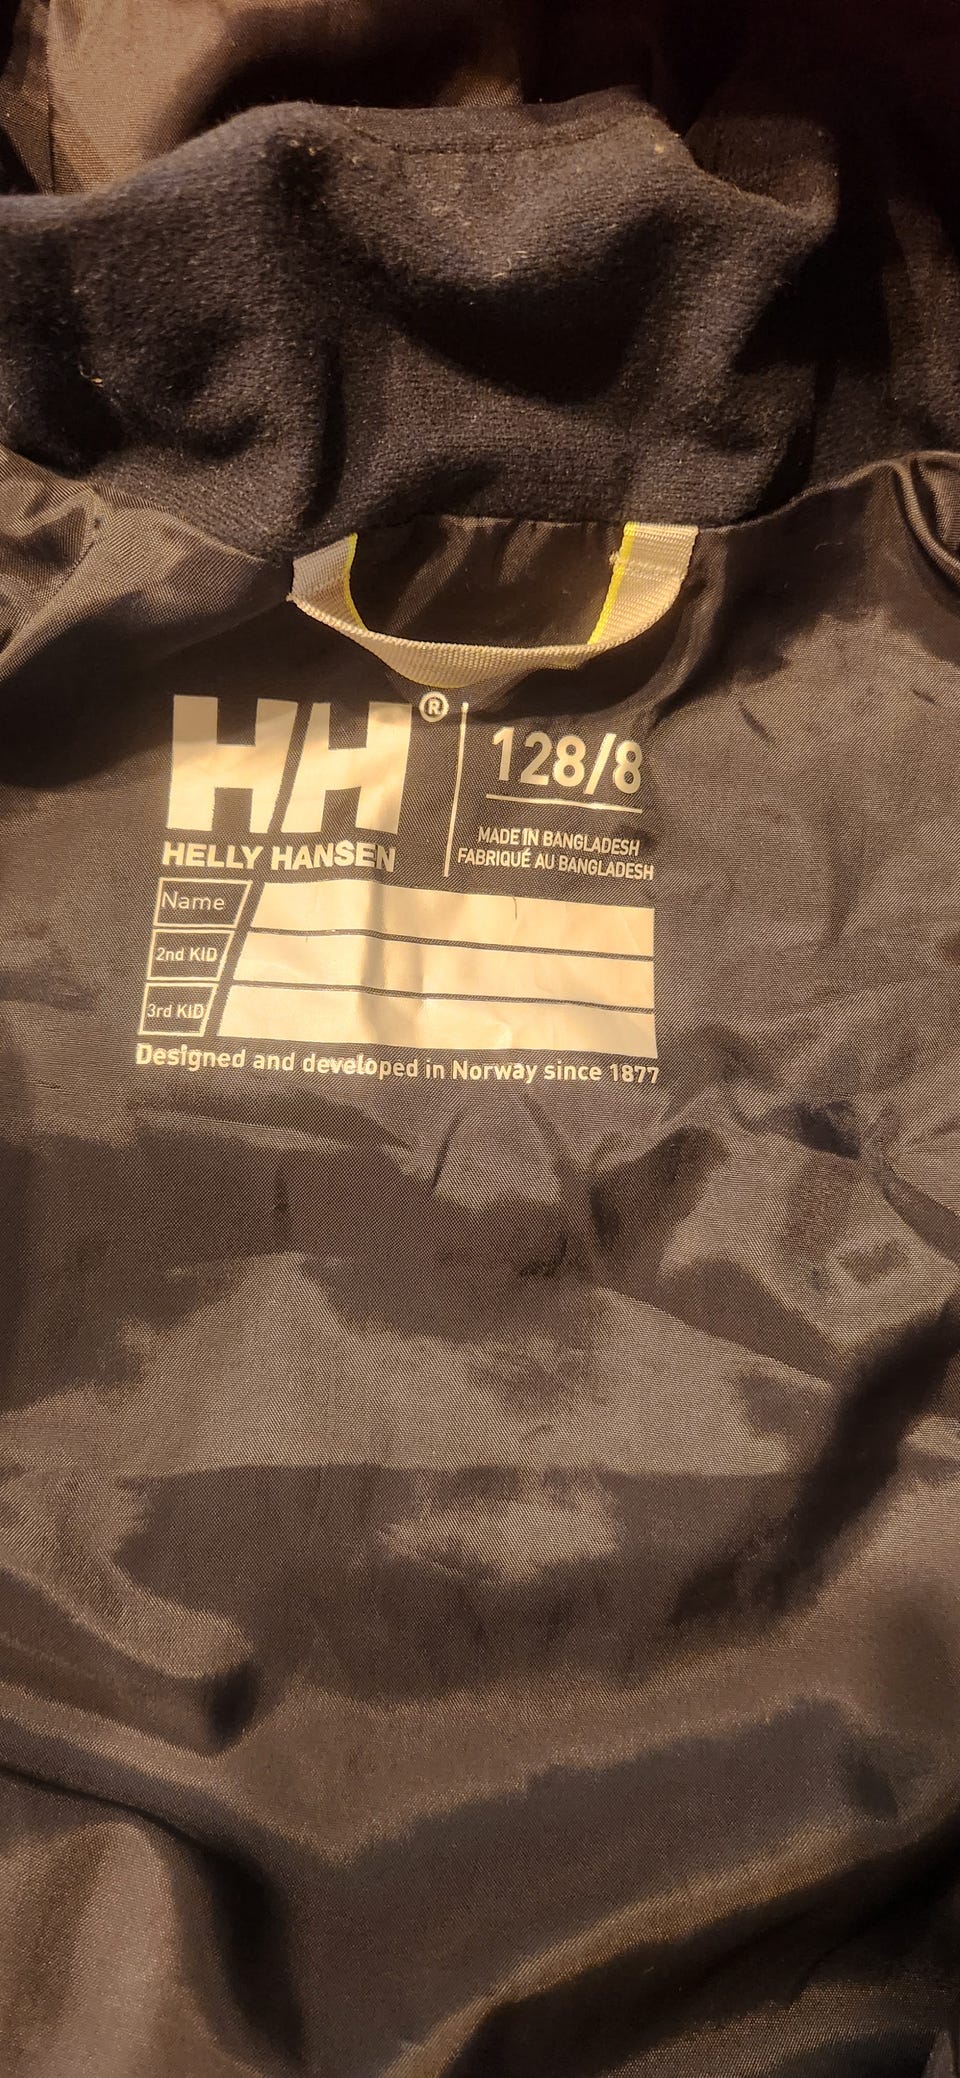 HH®
HELLY HANSEN
128/8
MADE IN BANGLADESH
FABRIQUÉ AU BANGLADESH
Name
2nd KID
3rd KID
Designed and developed in Norway since 1877